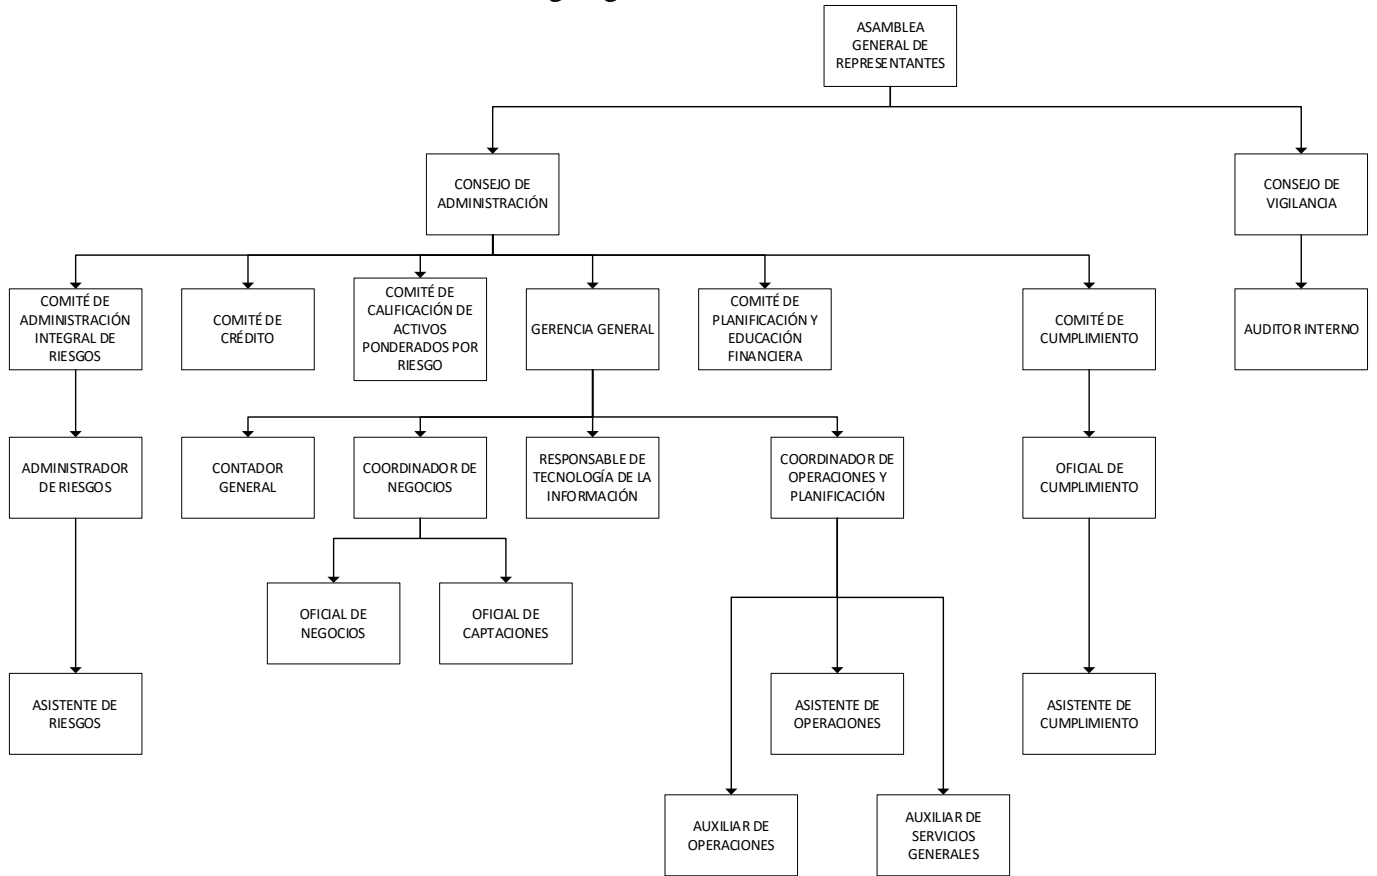 ASAMBLEA
GENERAL DE
REPRESENTANTES
CONSEJO DE
ADMINISTRACIÓN
CONSEJO DE
VIGILANCIA
COMITÉ DE
ADMINISTRACIÓN
INTEGRAL DE
RIESGOS
COMITÉ DE
CRÉDITO
COMITÉ DE
CALIFICACIÓN DE
ACTIVOS
PONDERADOS POR
RIESGO
GERENCIA GENERAL
COMITÉ DE
PLANIFICACIÓN Y
EDUCACIÓN
FINANCIERA
COMITÉ DE
CUMPLIMIENTO
AUDITOR INTERNO
ADMINISTRADOR
DE RIESGOS
CONTADOR
GENERAL
COORDINADOR DE
NEGOCIOS
RESPONSABLE DE
TECNOLOGÍA DE LA
INFORMACIÓN
COORDINADOR DE
OPERACIONES Y
PLANIFICACIÓN
OFICIAL DE
CUMPLIMIENTO
OFICIAL DE
NEGOCIOS
OFICIAL DE
CAPTACIONES
ASISTENTE DE
RIESGOS
ASISTENTE DE
OPERACIONES
ASISTENTE DE
CUMPLIMIENTO
AUXILIAR DE
OPERACIONES
AUXILIAR DE
SERVICIOS
GENERALES